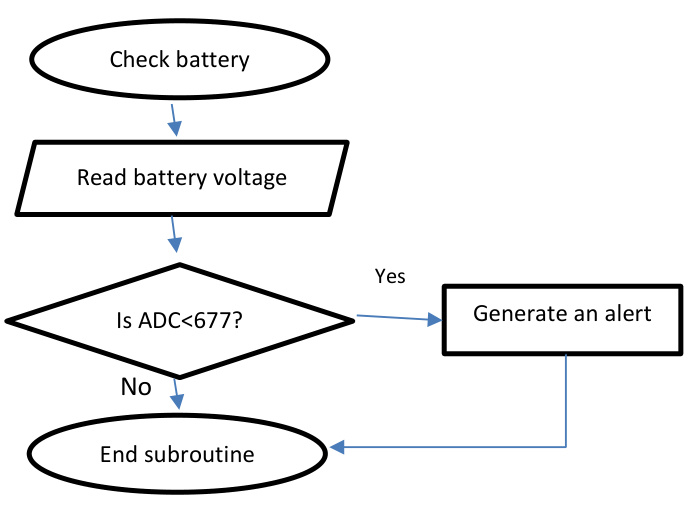 Check battery
Read battery voltage
Is ADC<677?
Yes
Generate an alert
No
End subroutine